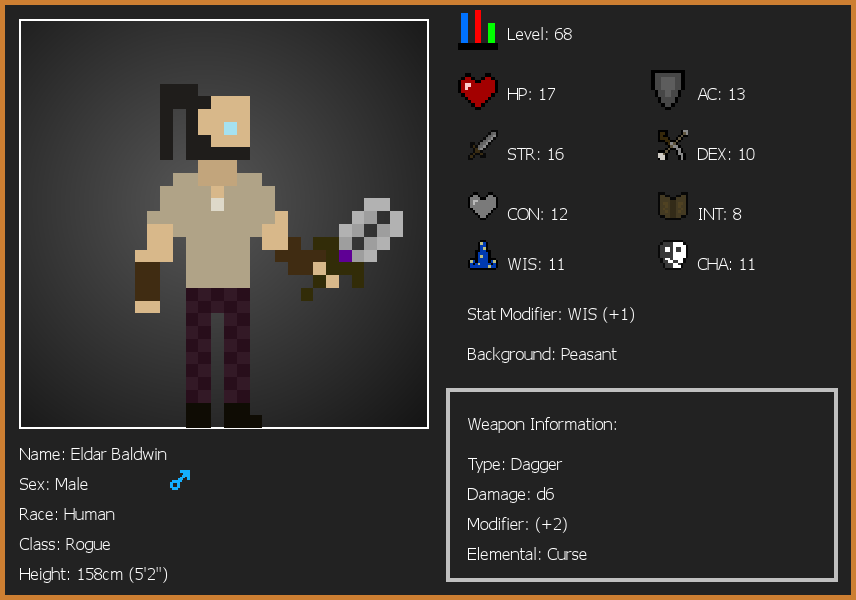 Level: 68
HP: 17
AC: 13
STR: 16
DEX: 10
CON: 12
INT: 8
WIS: 11
CHA: 11
Stat Modifier: WIS (+1)
Background: Peasant
Weapon Information:
Type: Dagger
Damage: d6
Modifier: (+2)
Elemental: Curse
Name: Eldar Baldwin
Sex: Male
Race: Human
Class: Rogue
Height: 158cm (5'2")